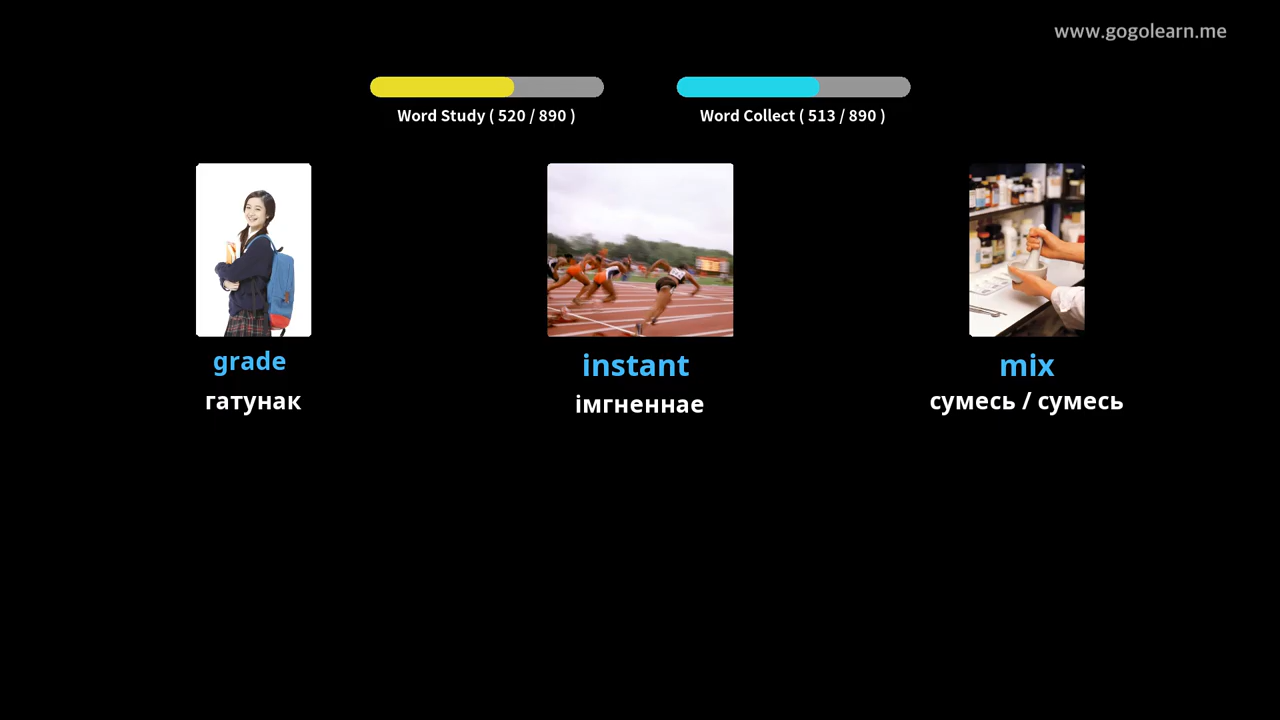 www.gogolearn.me
Word Study ( 520 / 890 )
Word Collect ( 513 / 890 )
grade
instant
mix
гатунак
імгненнае
сумесь / сумесь